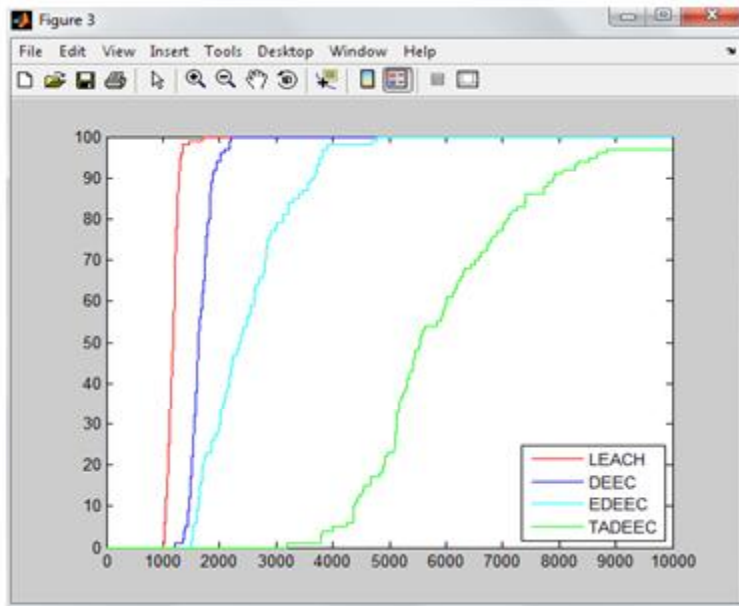 Figure 3
File Edit View Insert Tools Desktop Window Help
100
90
80
70
60
50
40
30
20
10
0
0 1000 2000 3000 4000 5000 6000 7000 8000 9000 10000
LEACH
DEEC
EDEEC
TADEEC